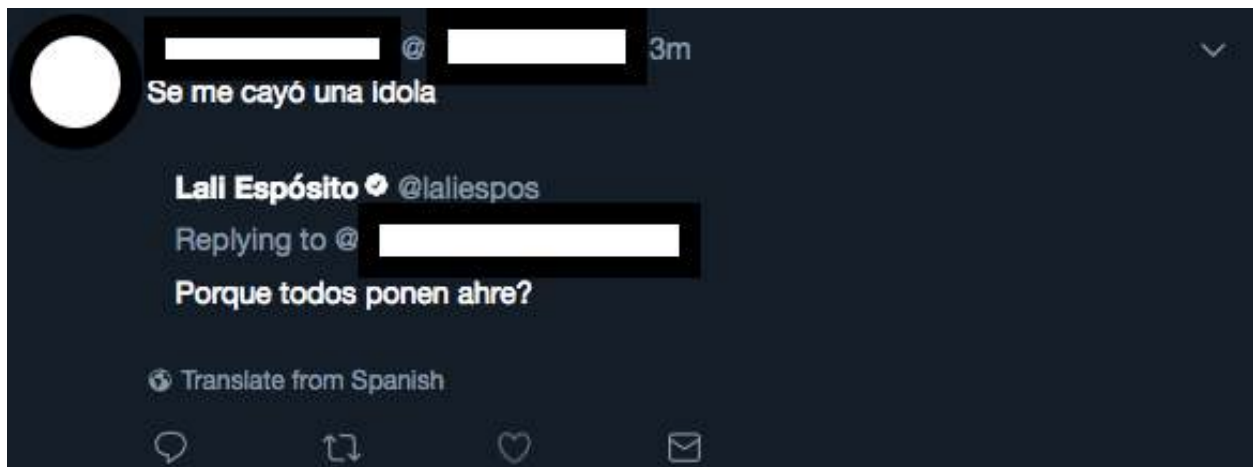 @ 3m
Se me cayó una idola
Lali Espósito @laliespos
Replying to @
Porque todos ponen ahre?
Translate from Spanish